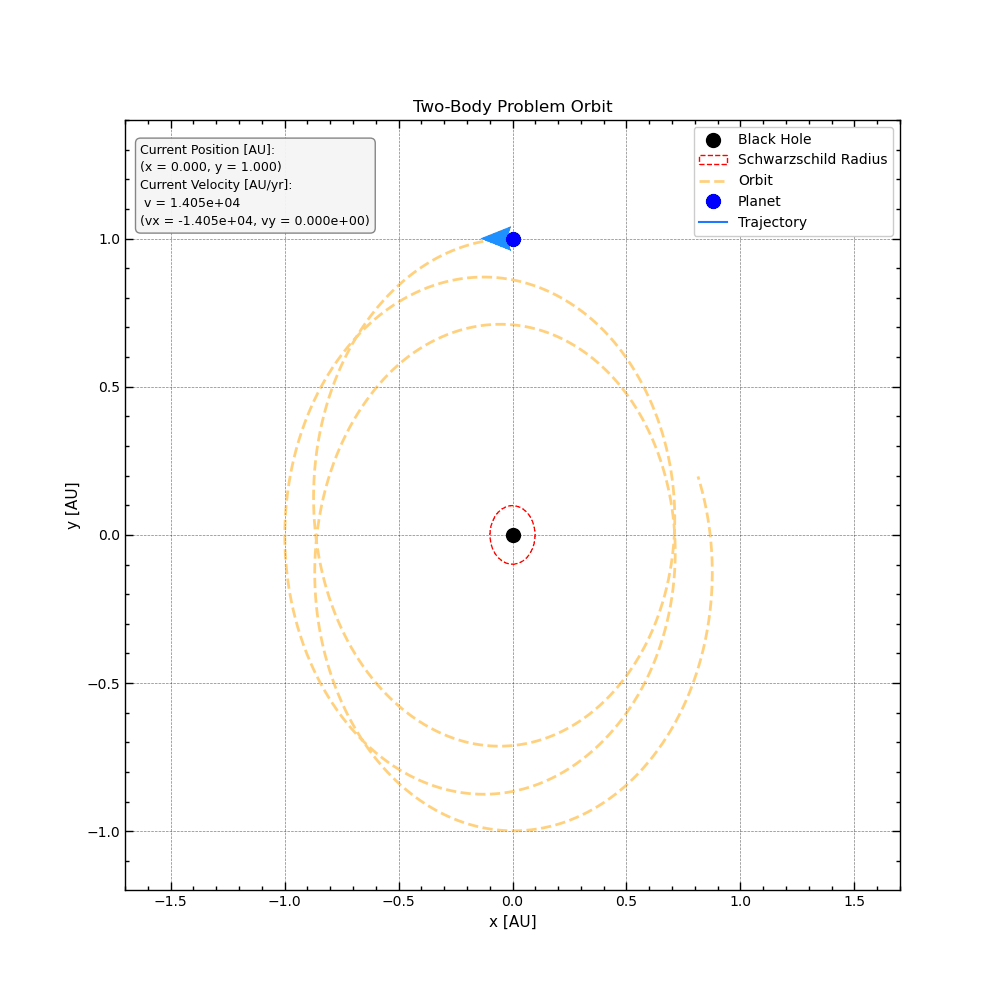 Two-Body Problem Orbit
Current Position [AU]:
(x = 0.000, y = 1.000)
Current Velocity [AU/yr]:
v = 1.405e+04
(vx = -1.405e+04, vy = 0.000e+00)
Black Hole
Schwarzschild Radius
Orbit
Planet
Trajectory
1.0
0.5
0.0
−0.5
−1.0
y [AU]
−1.5 −1.0 −0.5 0.0 0.5 1.0 1.5
x [AU]